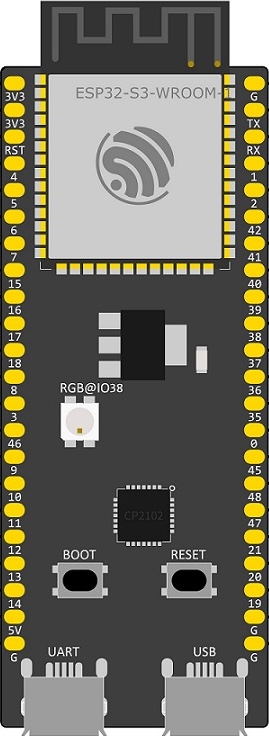 ESP32-S3-WROOM-1
3V3
3V3
RST
4
5
6
7
15
16
17
18
8
3
46
9
10
11
12
13
14
5V
G
G
TX
RX
1
2
42
41
40
39
38
37
36
35
0
45
48
47
21
20
19
G
G
RGB@IO38
CP2102
BOOT
RESET
UART
USB